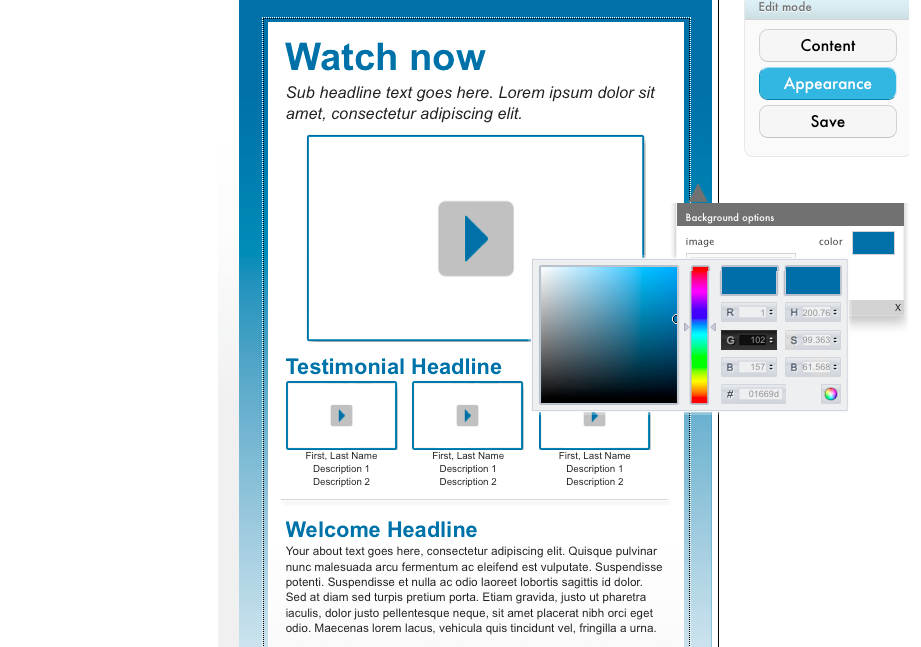 Edit mode
Content
Appearance
Save
Watch now
Sub headline text goes here. Lorem ipsum dolor sit
amet, consectetur adipiscing elit.
Background options
image
color
X
R 1
H 200.76
G 102
S 99.363
B 157
B 61.568
# 01669d
Testimonial Headline
First, Last Name
Description 1
Description 2
First, Last Name
Description 1
Description 2
First, Last Name
Description 1
Description 2
Welcome Headline
Your about text goes here, consectetur adipiscing elit. Quisque pulvinar
nunc malesuada arcu fermentum ac eleifend est vulputate. Suspendisse
potenti. Suspendisse et nulla ac odio laoreet lobortis sagittis id dolor.
Sed at diam sed turpis pretium porta. Etiam gravida, justo ut pharetra
iaculis, dolor justo pellentesque neque, sit amet placerat nibh orci eget
odio. Maecenas lorem lacus, vehicula quis tincidunt vel, fringilla a urna.